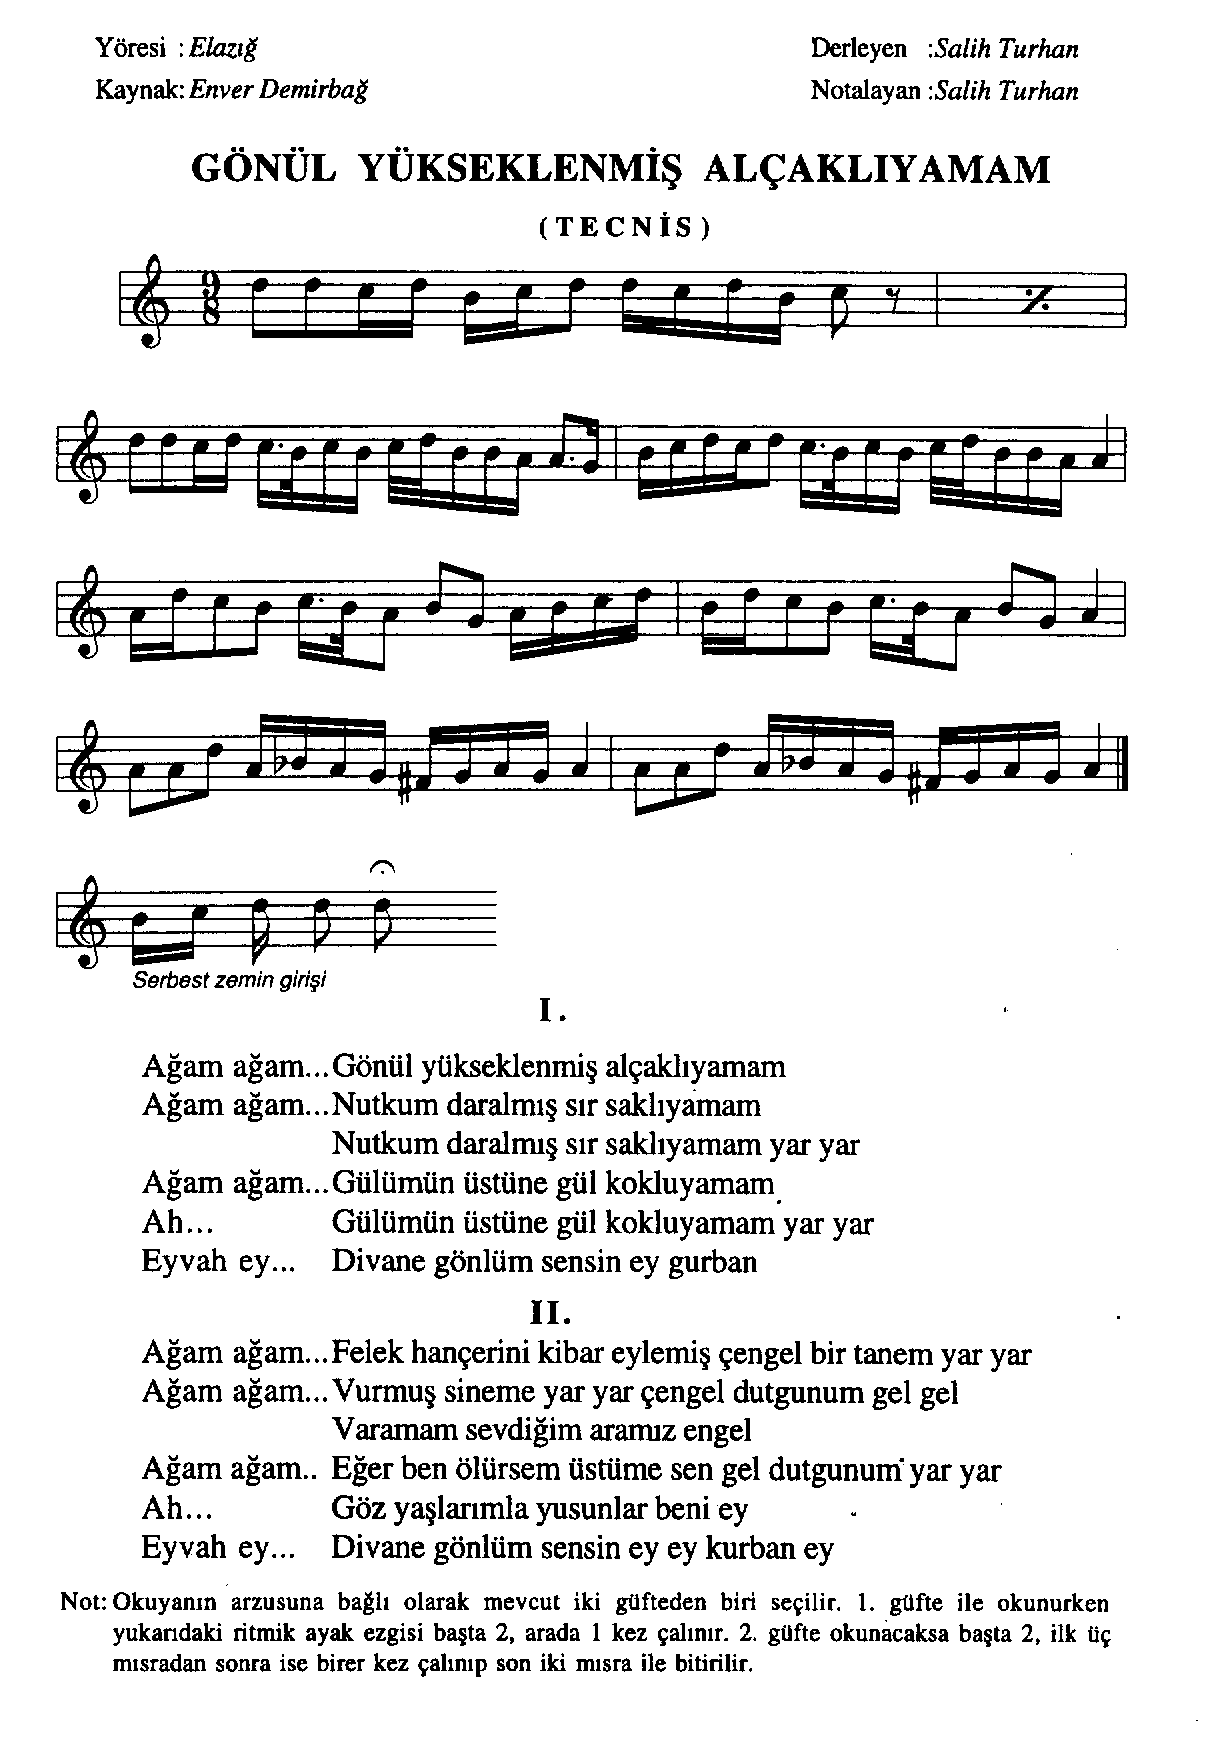 Yöresi : Elazığ
Derleyen :Salih Turhan
Kaynak: Enver Demirbağ
Notalayan :Salih Turhan
GÖNÜL YÜKSEKLENMİŞ ALÇAKLIYAMAM
(TECNİS)
9
8
Serbest zemin girişi
I.
Ağam ağam...Gönül yükseklenmiş alçaklıyamam
Ağam ağam...Nutkum daralmış sır saklıyamam
Nutkum daralmış sır saklıyamam yar yar
Ağam ağam...Gülümün üstüne gül kokluyamam
Ah... Gülümün üstüne gül kokluyamam yar yar
Eyvah ey... Divane gönlüm sensin ey gurban
II.
Ağam ağam...Felek hançerini kibar eylemiş çengel bir tanem yar yar
Ağam ağam...Vurmuş sineme yar yar çengel dutgunum gel gel
Varamam sevdiğim aramız engel
Ağam ağam.. Eğer ben ölürsem üstüme sen gel dutgunum yar yar
Ah... Göz yaşlarımla yusunlar beni ey
Eyvah ey... Divane gönlüm sensin ey ey kurban ey
Not: Okuyanın arzusuna bağlı olarak mevcut iki güfteden biri seçilir. 1. güfte ile okunurken
yukarıdaki ritmik ayak ezgisi başta 2, arada 1 kez çalınır. 2. güfte okunacaksa başta 2, ilk üç
mısradan sonra ise birer kez çalınıp son iki mısra ile bitirilir.